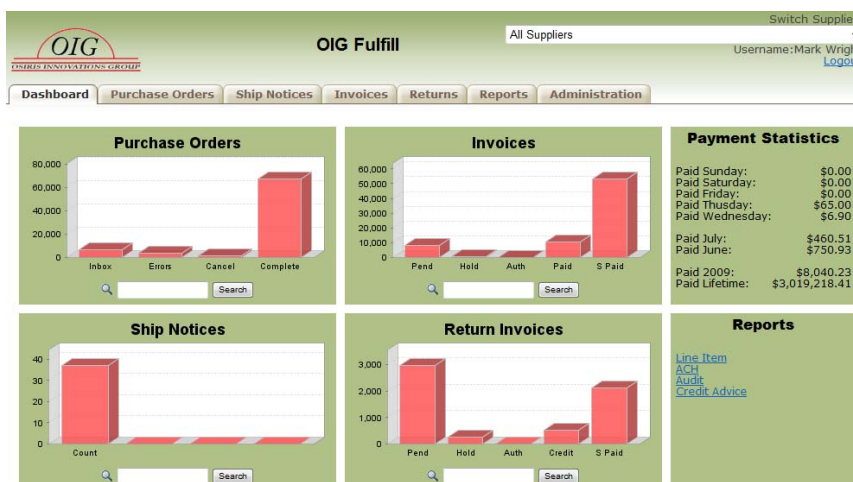 Switch Supplie
All Suppliers
OIG
OSIRIS INNOVATIONS GROUP
OIG Fulfill
Username:Mark Wrigh
Logou
Dashboard Purchase Orders Ship Notices Invoices Returns Reports Administration
Purchase Orders
80,000
60,000
40,000
20,000
0
Inbox Errors Cancel Complete
Search
Invoices
60,000
50,000
40,000
30,000
20,000
10,000
0
Pend Hold Auth Paid S Paid
Search
Payment Statistics
Paid Sunday: $0.00
Paid Saturday: $0.00
Paid Friday: $0.00
Paid Thusday: $65.00
Paid Wednesday: $6.90
Paid July: $460.51
Paid June: $750.93
Paid 2009: $8,040.23
Paid Lifetime: $3,019,218.41
Ship Notices
40
30
20
10
0
Count
Search
Return Invoices
3,000
2,000
1,000
0
Pend Hold Auth Credit S Paid
Search
Reports
Line Item
ACH
Audit
Credit Advice